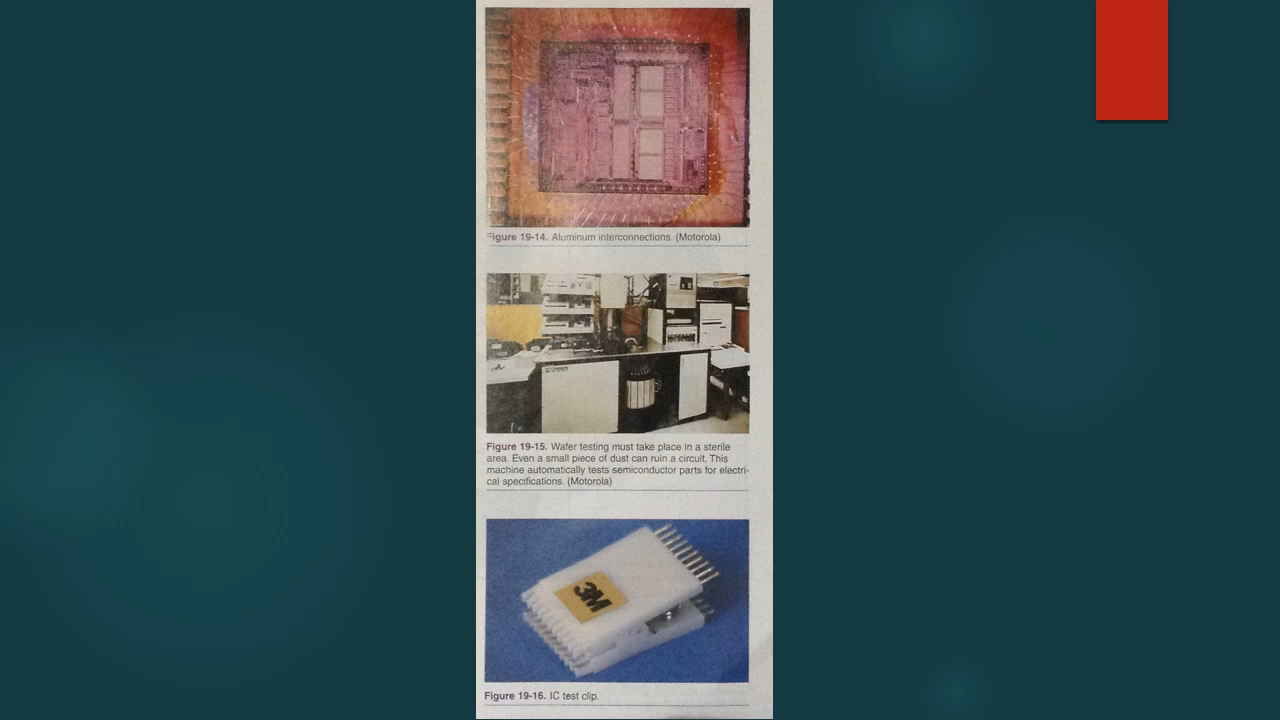 Figure 19-14. Aluminum interconnections. (Motorola)
Figure 19-15. Wafer testing must take place in a sterile
area. Even a small piece of dust can ruin a circuit. This
machine automatically tests semiconductor parts for electri-
cal specifications. (Motorola)
3M
Figure 19-16. IC test clip.